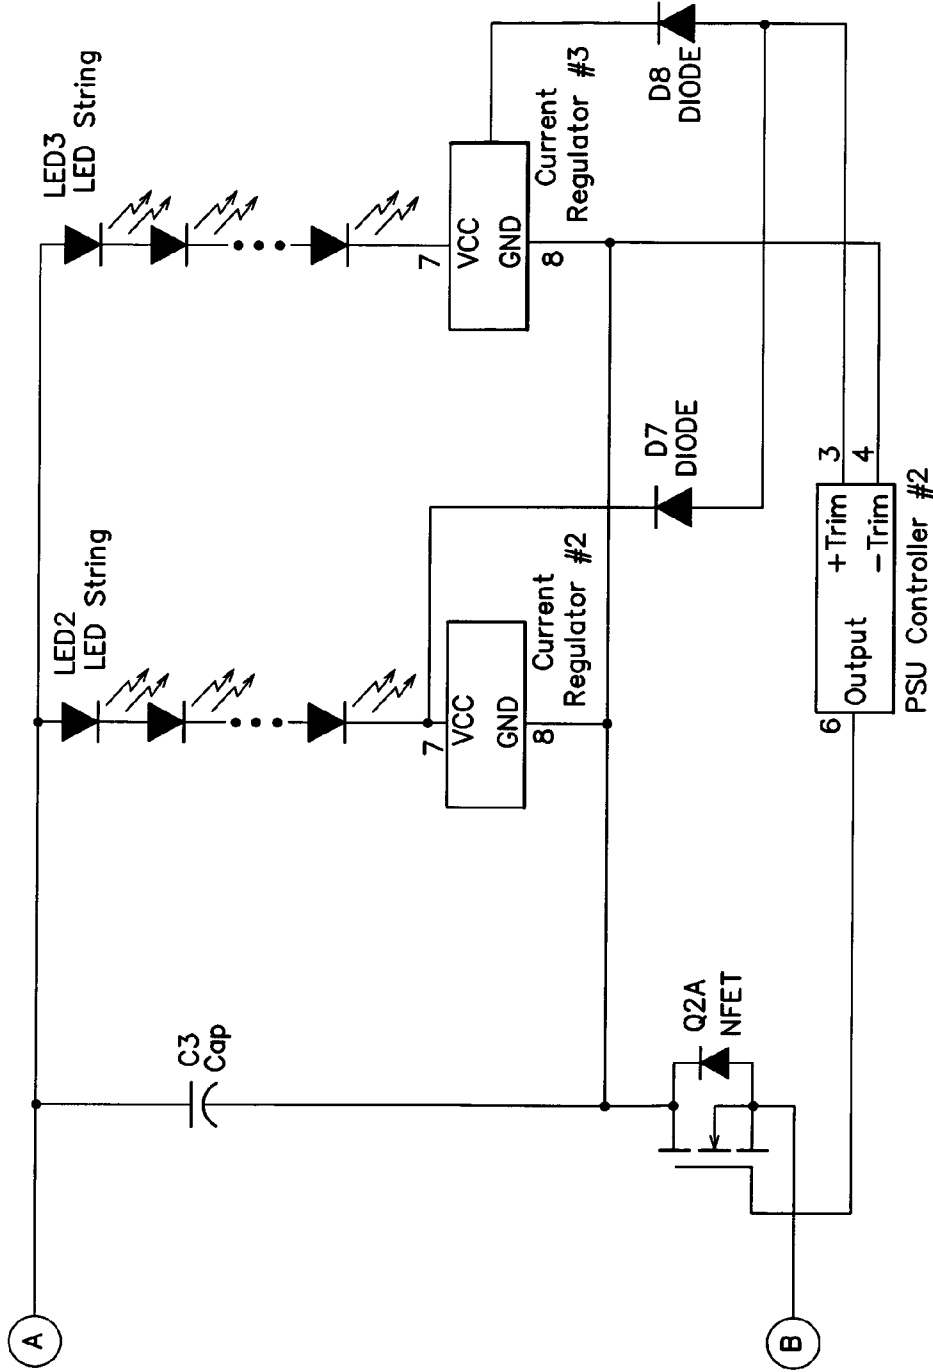 LED3
LED String
7
VCC
GND
8
Current
Regulator #3
D8
DIODE
LED2
LED String
7
VCC
GND
8
Current
Regulator #2
D7
DIODE
C3
Cap
Q2A
NFET
3
+Trim
4
-Trim
6
Output
PSU Controller #2
A
B